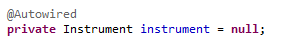 @Autowired
private Instrument instrument = null;